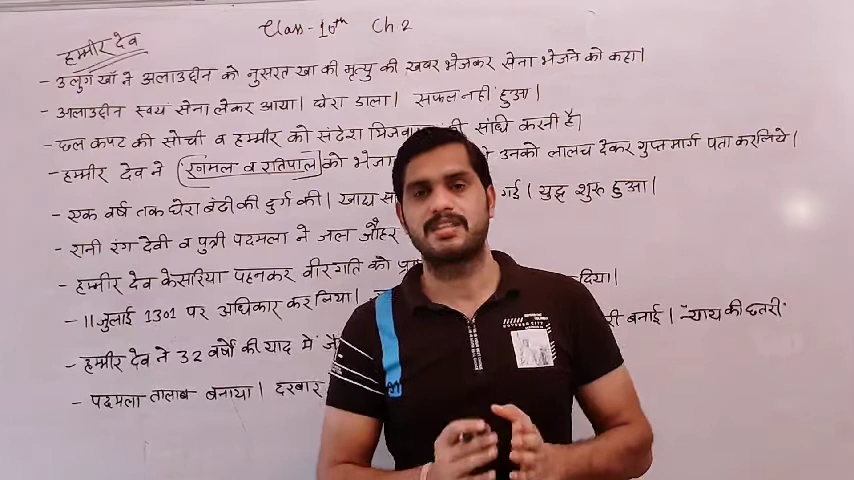 Class-10th Ch 2
हम्मीर देव
- उलुग खाँ ने अलाउद्दीन को नुसरत खा की मृत्यु की खबर भेजकर सेना भेजने को कहा।
- अलाउद्दीन स्वयं सेना लेकर आया। घेरा डाला। सफल नहीं हुआ।
- छल कपट की सोची व हम्मीर को संदेश भिजवा की संधि करनी है।
- हम्मीर देव ने रणमल व रतिपाल को भेजा उनको लालच देकर गुप्त मार्ग पता कर लिये।
- एक वर्ष तक घेरा बंदी की दुर्ग की। खाद्य गई। युद्ध शुरू हुआ।
- रानी रंग देवी व पुत्री पदमला ने जल जौहर
- हम्मीर देव केसरिया पहनकर वीरगति को दिया।
- 11 जुलाई 1301 पर अधिकार कर लिया।
- हम्मीर देव ने 32 वर्षों की याद में बनाई। "न्याय की छतरी"
- पदमला तालाब बनाया। दरबार